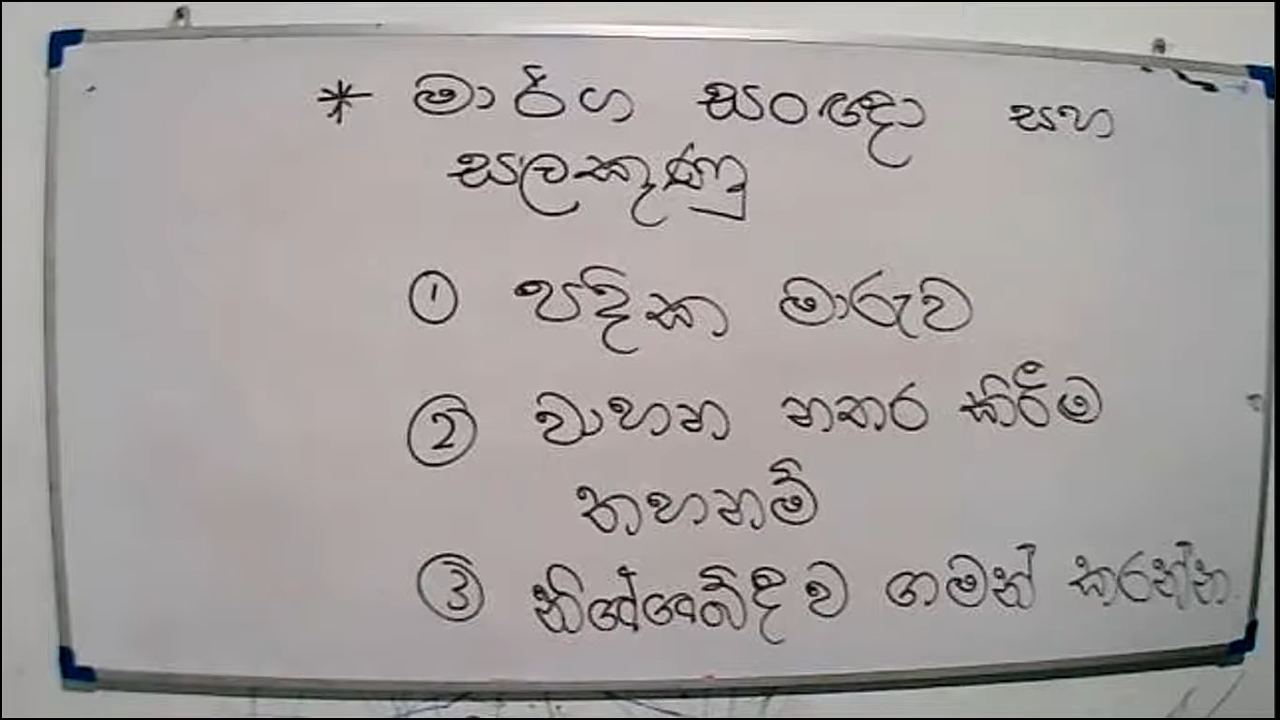 * මාර්ග සංඥා සහ
සලකුණු
① පදික මාරුව
② වාහන නතර කිරීම
තහනම්
③ නිශ්ශබ්දව ගමන් කරන්න